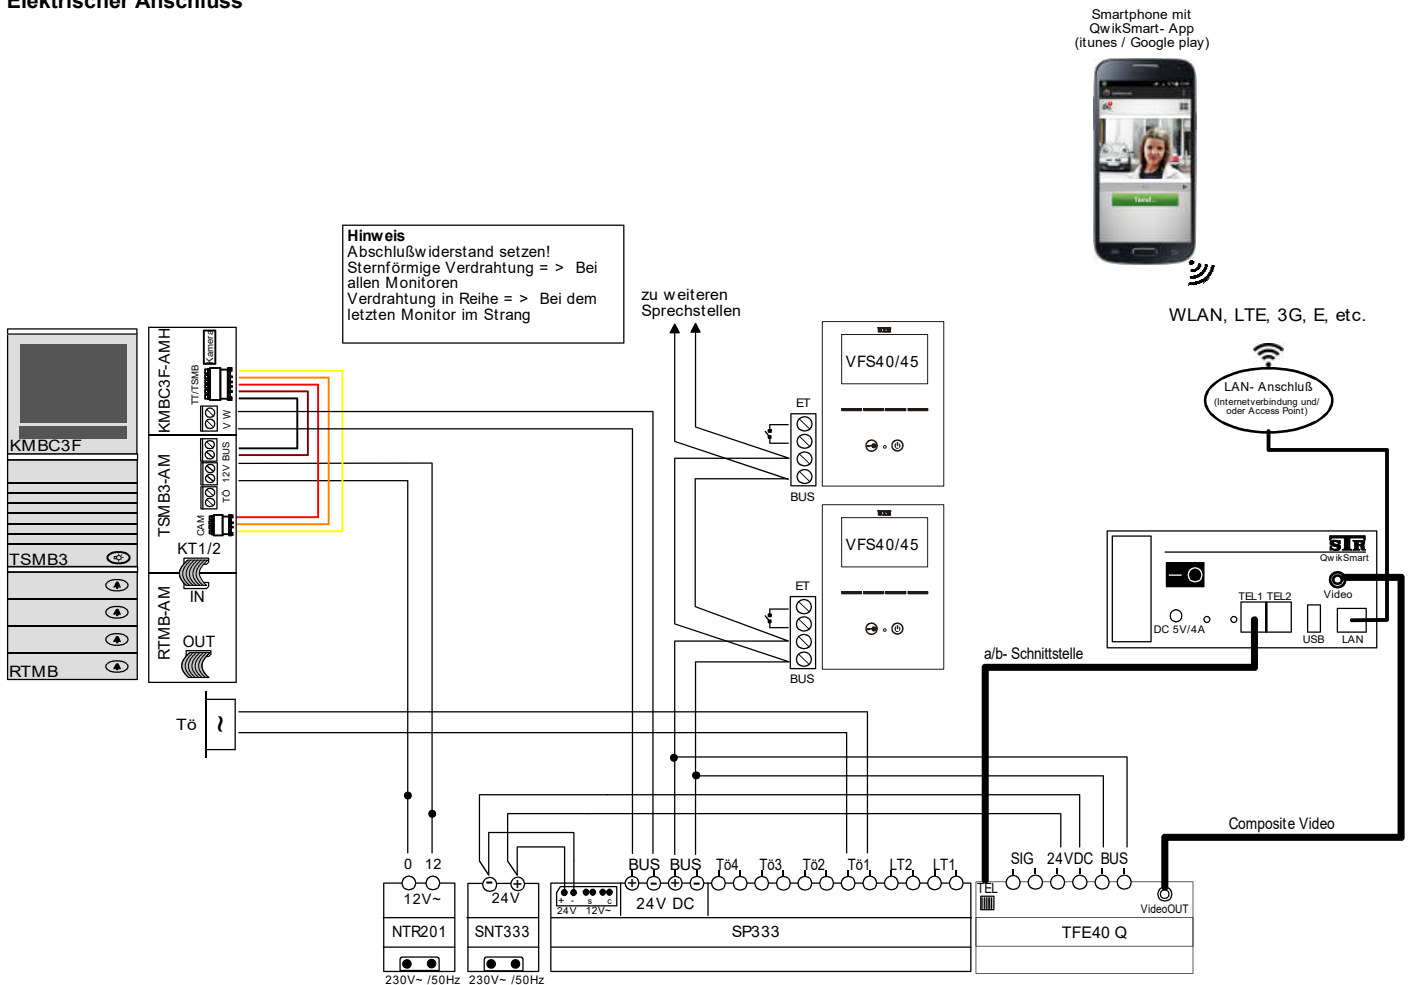 Elektrischer Anschluss
Smartphone mit
QwikSmart- App
(itunes / Google play)
Hinweis
Abschlußwiderstand setzen!
Sternförmige Verdrahtung = > Bei
allen Monitoren
Verdrahtung in Reihe = > Bei dem
letzten Monitor im Strang
zu weiteren
Sprechstellen
WLAN, LTE, 3G, E, etc.
LAN- Anschluß
(Internetverbindung und/
oder Access Point)
KMBC3F
TSMB3
RTMB
KMBC3F-AMH
Kamera
TT/TSMB
V W
TSMB3-AM
BUS
12V
TÖ
CAM
KT1/2
IN
RTMB-AM
OUT
Tö
~
VFS40/45
ET
BUS
VFS40/45
ET
BUS
STR
QwikSmart
Video
TEL1 TEL2
DC 5V/4A
USB
LAN
a/b- Schnittstelle
Composite Video
0 12
12V~
NTR201
230V~ /50Hz
- +
24V
SNT333
230V~ /50Hz
+ - s c
24V 12V~
BUS BUS
+ - + -
24V DC
Tö4 Tö3 Tö2 Tö1 LT2 LT1
SP333
SIG 24VDC BUS
TEL
VideoOUT
TFE40 Q